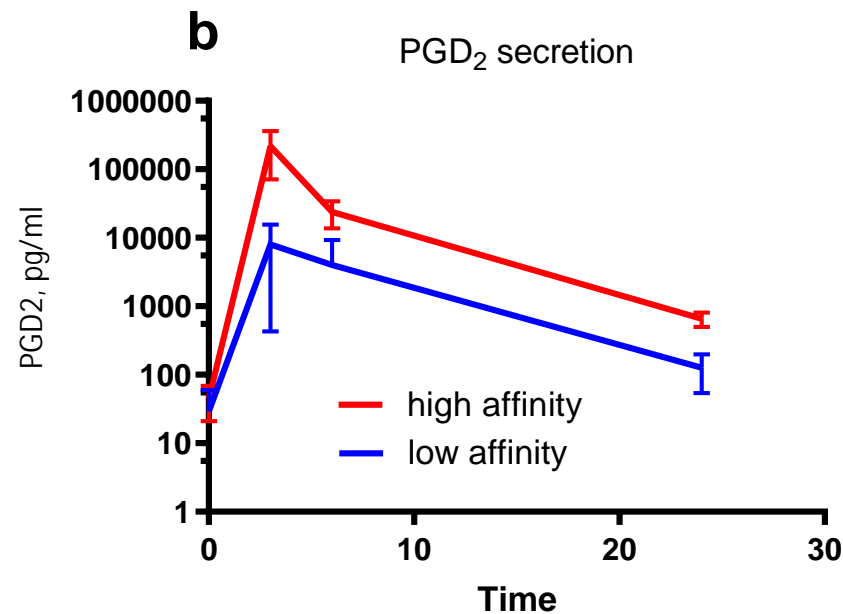 b
PGD₂ secretion
PGD2, pg/ml
1000000
100000
10000
1000
100
10
1
high affinity
low affinity
0 10 20 30
Time